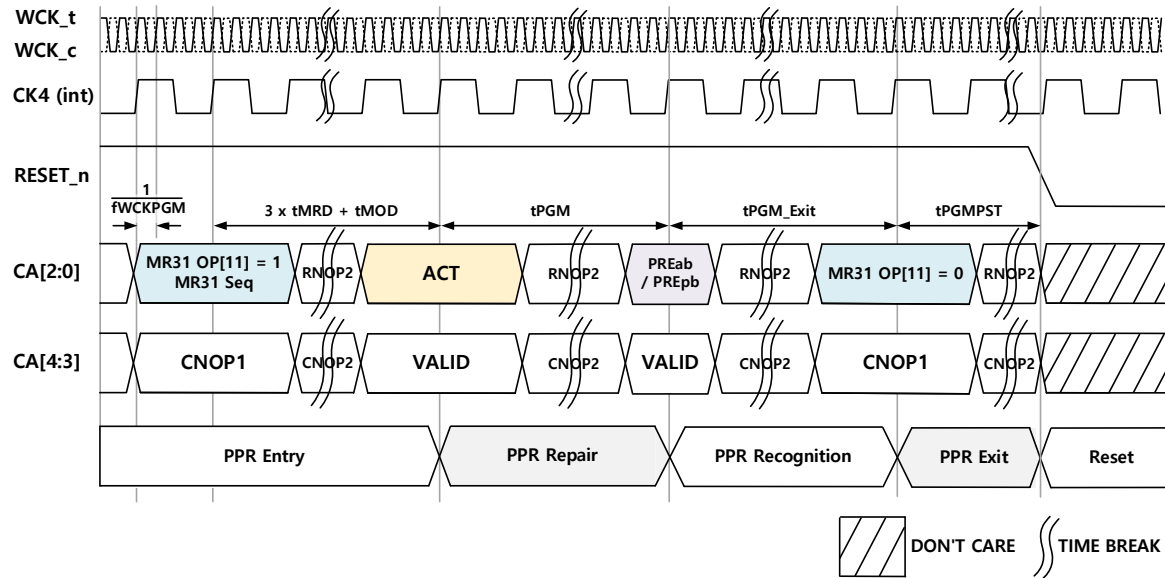 WCK_t
WCK_c
CK4 (int)
RESET_n
1
fWCKPGM
3 x tMRD + tMOD
tPGM
tPGM_Exit
tPGMPST
CA[2:0]
MR31 OP[11] = 1
MR31 Seq
RNOP2
ACT
RNOP2
PREab
/ PREpb
RNOP2
MR31 OP[11] = 0
RNOP2
CA[4:3]
CNOP1
CNOP2
VALID
CNOP2
VALID
CNOP2
CNOP1
CNOP2
PPR Entry
PPR Repair
PPR Recognition
PPR Exit
Reset
DON'T CARE
TIME BREAK